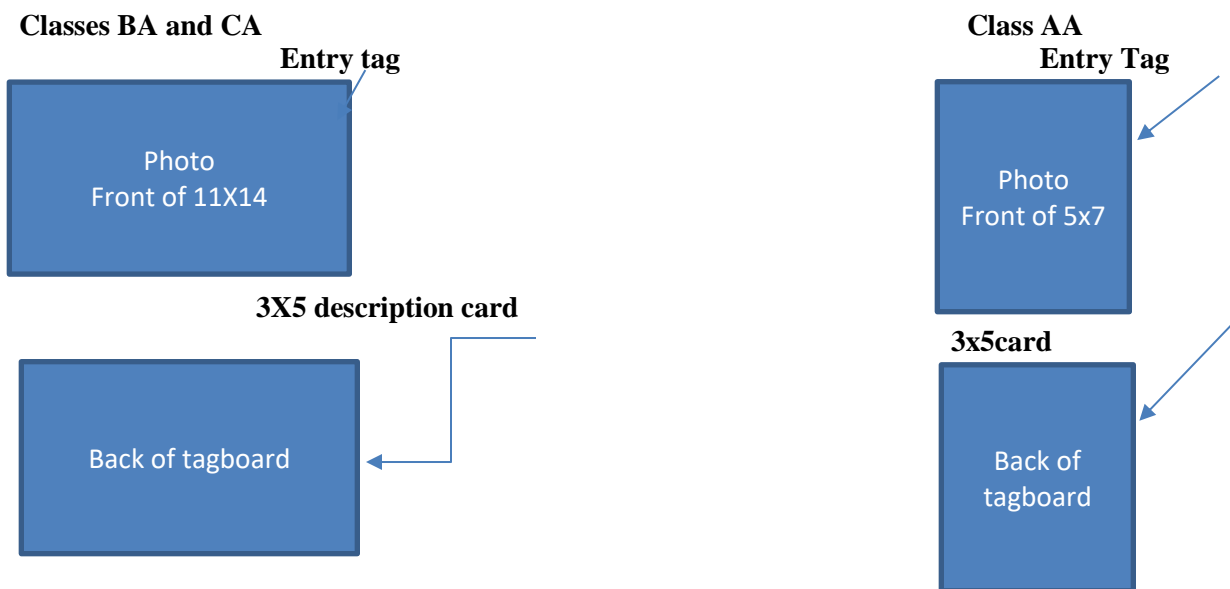 Classes BA and CA
Entry tag
Photo
Front of 11X14
3X5 description card
Back of tagboard
Class AA
Entry Tag
Photo
Front of 5x7
3x5card
Back of
tagboard